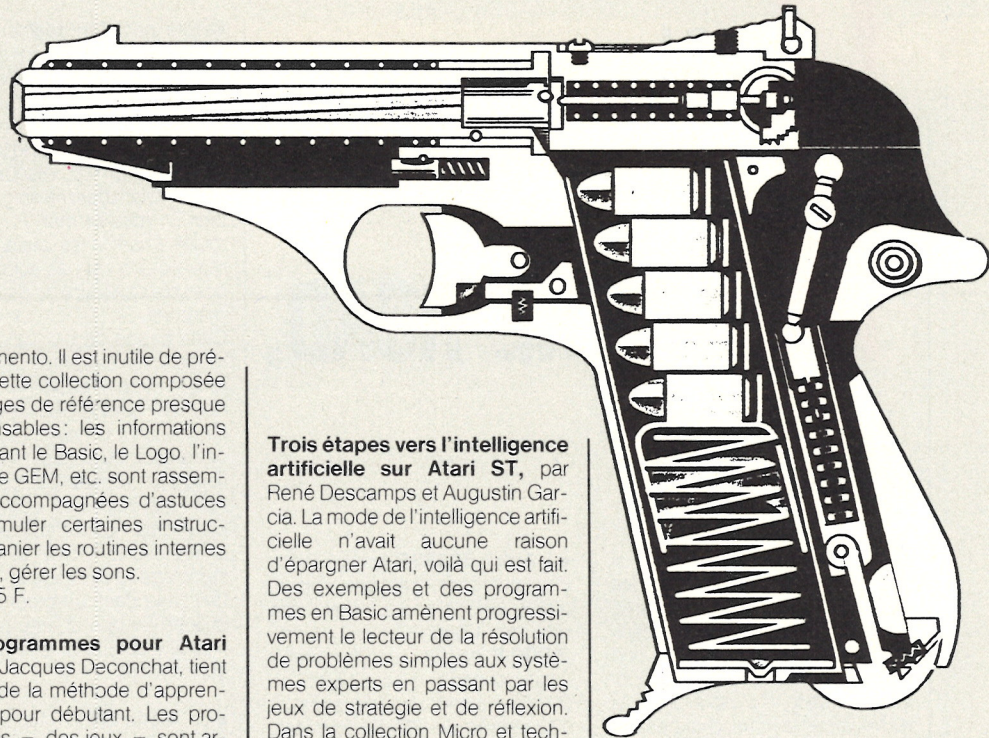 mento. Il est inutile de pré-
ette collection composée
ges de référence presque
nsables: les informations
ant le Basic, le Logo, l'in-
e GEM, etc. sont rassem-
ccompagnées d'astuces
muler certaines instruc-
anier les routines internes
, gérer les sons.
5 F.
ogrammes pour Atari
Jacques Deconchat, tient
de la méthode d'appren-
pour débutant. Les pro-
s – des jeux – sont ar-
Trois étapes vers l'intelligence
artificielle sur Atari ST, par
René Descamps et Augustin Gar-
cia. La mode de l'intelligence artifi-
cielle n'avait aucune raison
d'épargner Atari, voilà qui est fait.
Des exemples et des program-
mes en Basic amènent progressi-
vement le lecteur de la résolution
de problèmes simples aux systè-
mes experts en passant par les
jeux de stratégie et de réflexion.
Dans la collection Micro et tech-